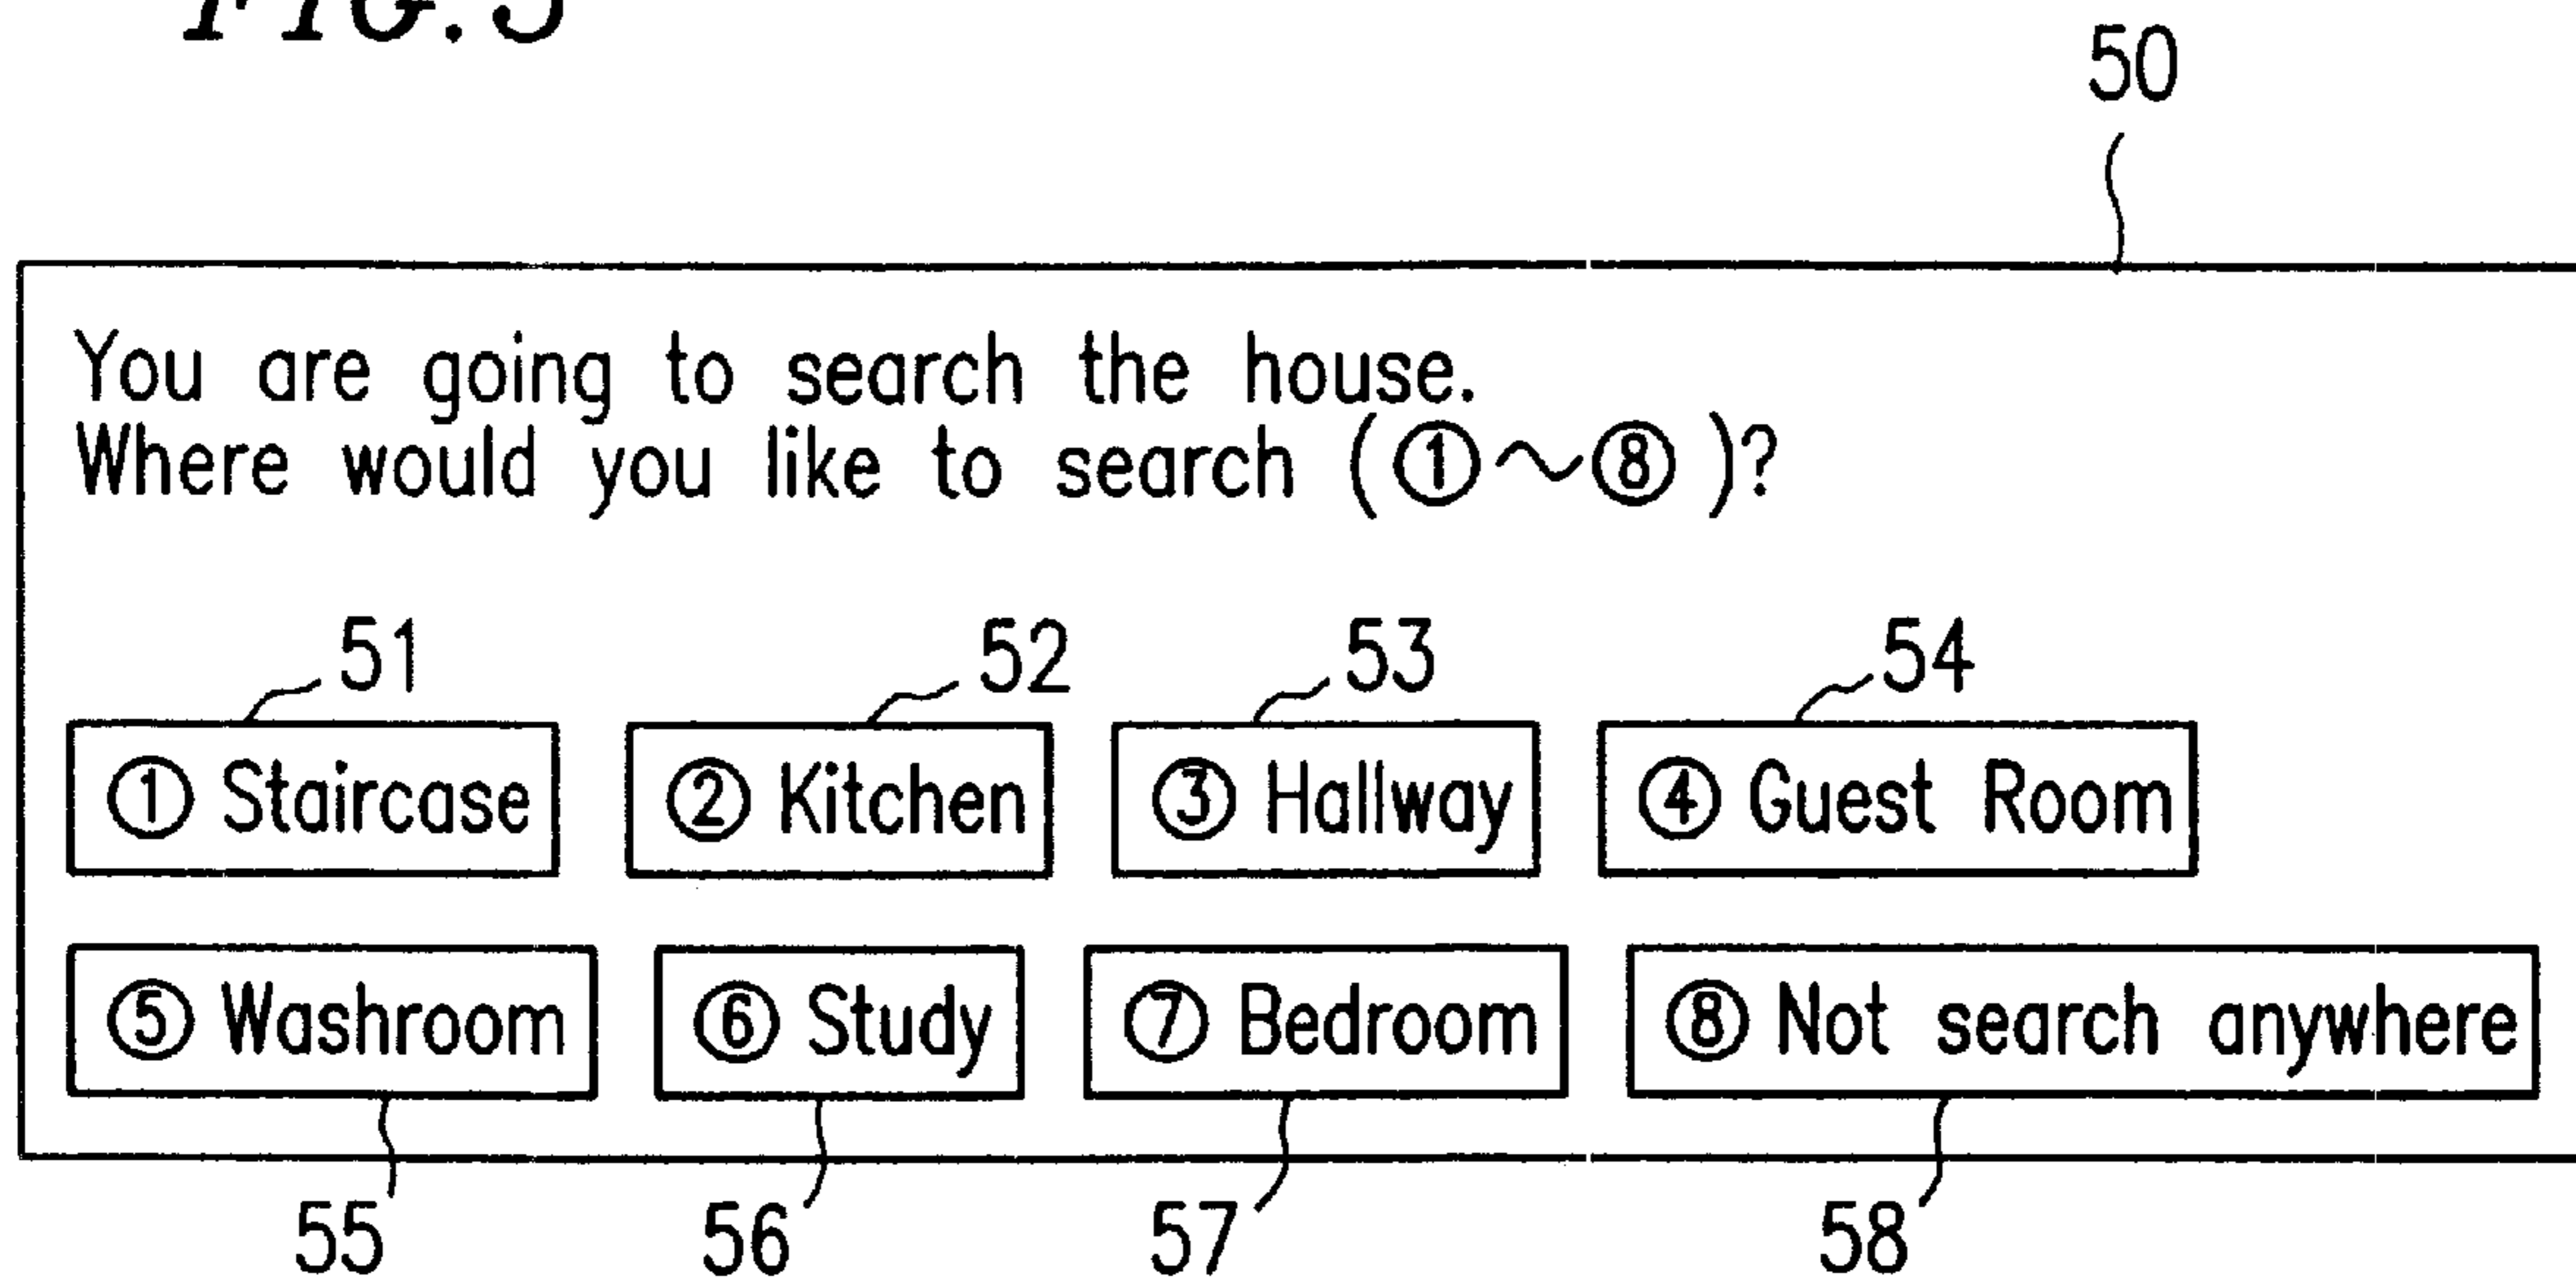 FIG. 5
50
You are going to search the house.
Where would you like to search (①~⑧)?
51 52 53 54
① Staircase ② Kitchen ③ Hallway ④ Guest Room
⑤ Washroom ⑥ Study ⑦ Bedroom ⑧ Not search anywhere
55 56 57 58